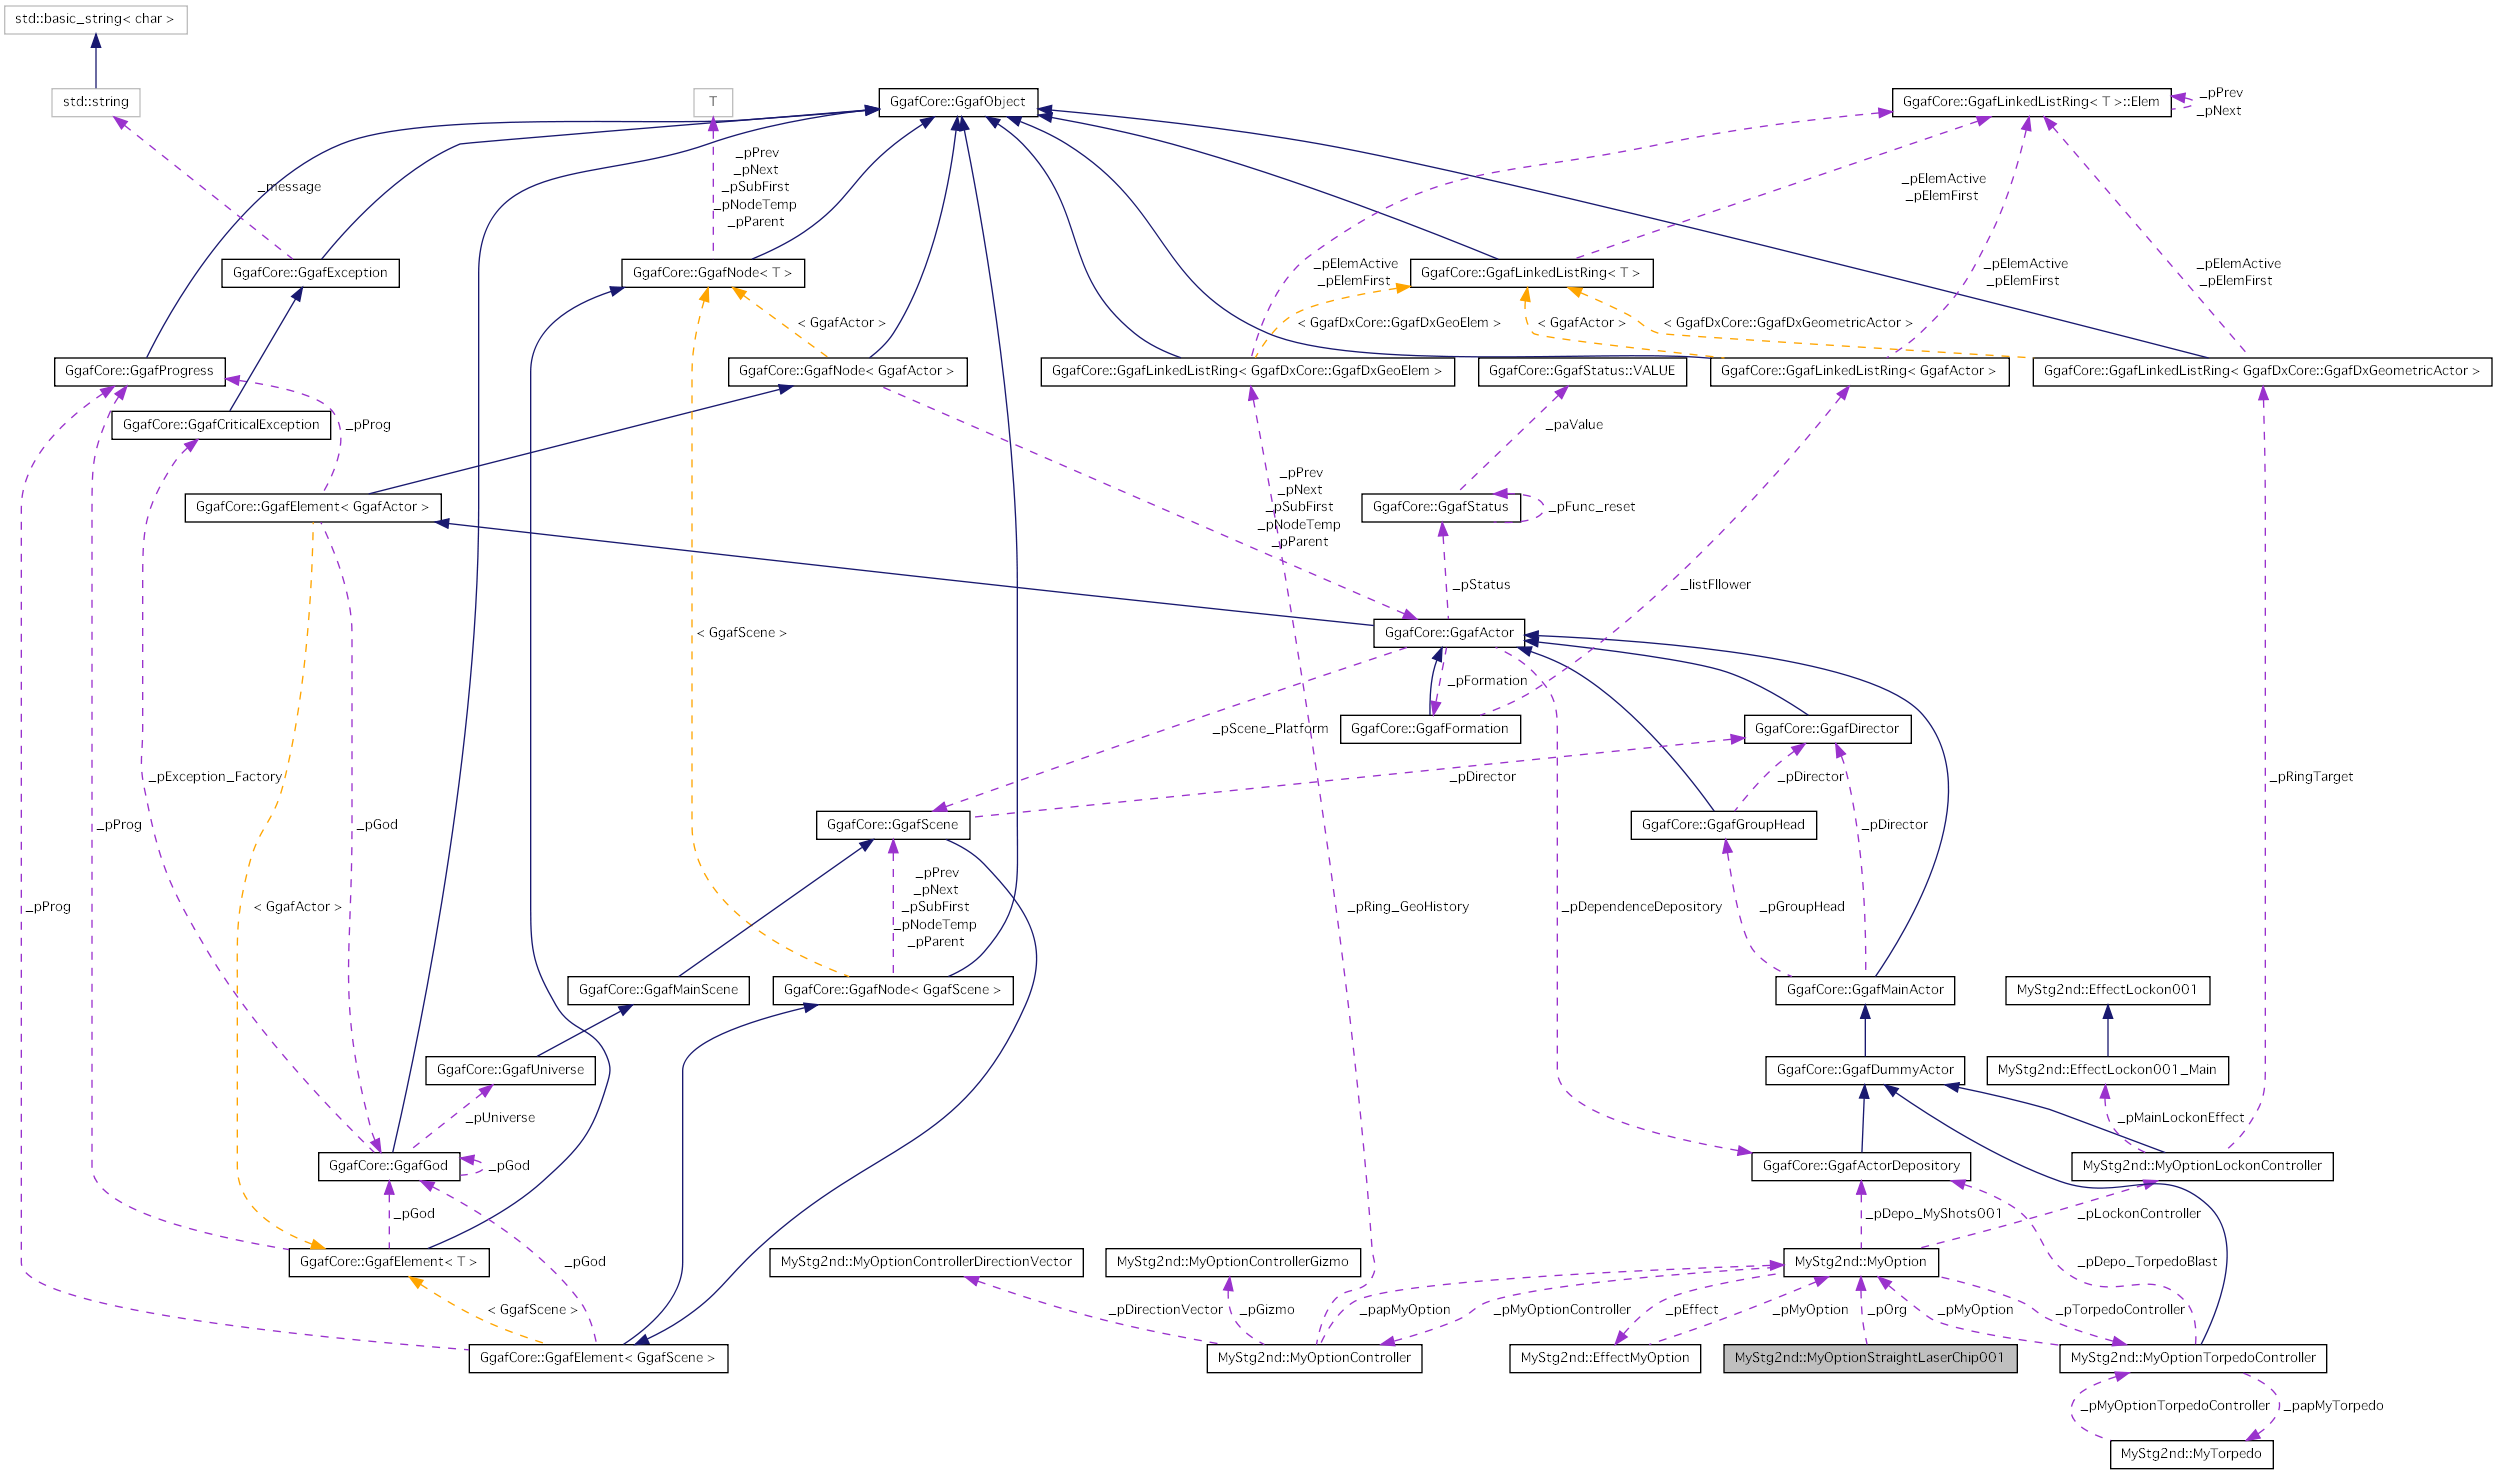 std::basic_string< char >
std::string
T
GgafCore::GgafObject
GgafCore::GgafLinkedListRing< T >::Elem
_pPrev
_pNext
_message
_pPrev
_pNext
_pSubFirst
_pNodeTemp
_pParent
_pElemActive
_pElemFirst
GgafCore::GgafException
GgafCore::GgafNode< T >
_pElemActive
_pElemFirst
GgafCore::GgafLinkedListRing< T >
_pElemActive
_pElemFirst
_pElemActive
_pElemFirst
< GgafActor >
< GgafDxCore::GgafDxGeoElem >
< GgafActor >
< GgafDxCore::GgafDxGeometricActor >
GgafCore::GgafProgress
GgafCore::GgafNode< GgafActor >
GgafCore::GgafLinkedListRing< GgafDxCore::GgafDxGeoElem >
GgafCore::GgafStatus::VALUE
GgafCore::GgafLinkedListRing< GgafActor >
GgafCore::GgafLinkedListRing< GgafDxCore::GgafDxGeometricActor >
GgafCore::GgafCriticalException
_pProg
_paValue
GgafCore::GgafElement< GgafActor >
_pPrev
_pNext
_pSubFirst
_pNodeTemp
_pParent
GgafCore::GgafStatus
_pFunc_reset
_pStatus
_listFllower
< GgafScene >
GgafCore::GgafActor
_pFormation
_pScene_Platform
GgafCore::GgafFormation
GgafCore::GgafDirector
_pException_Factory
_pDirector
_pDirector
_pRingTarget
_pProg
_pGod
GgafCore::GgafScene
GgafCore::GgafGroupHead
_pDirector
_pProg
< GgafActor >
_pPrev
_pNext
_pSubFirst
_pNodeTemp
_pParent
_pRing_GeoHistory
_pDependenceDepository
_pGroupHead
GgafCore::GgafMainScene
GgafCore::GgafNode< GgafScene >
GgafCore::GgafMainActor
MyStg2nd::EffectLockon001
GgafCore::GgafUniverse
GgafCore::GgafDummyActor
MyStg2nd::EffectLockon001_Main
_pUniverse
_pMainLockonEffect
GgafCore::GgafGod
_pGod
GgafCore::GgafActorDepository
MyStg2nd::MyOptionLockonController
_pGod
_pDepo_MyShots001
_pLockonController
GgafCore::GgafElement< T >
_pGod
MyStg2nd::MyOptionControllerDirectionVector
MyStg2nd::MyOptionControllerGizmo
MyStg2nd::MyOption
_pDepo_TorpedoBlast
< GgafScene >
_pDirectionVector
_pGizmo
_papMyOption
_pMyOptionController
_pEffect
_pMyOption
_pOrg
_pMyOption
_pTorpedoController
GgafCore::GgafElement< GgafScene >
MyStg2nd::MyOptionController
MyStg2nd::EffectMyOption
MyStg2nd::MyOptionStraightLaserChip001
MyStg2nd::MyOptionTorpedoController
_pMyOptionTorpedoController
_papMyTorpedo
MyStg2nd::MyTorpedo